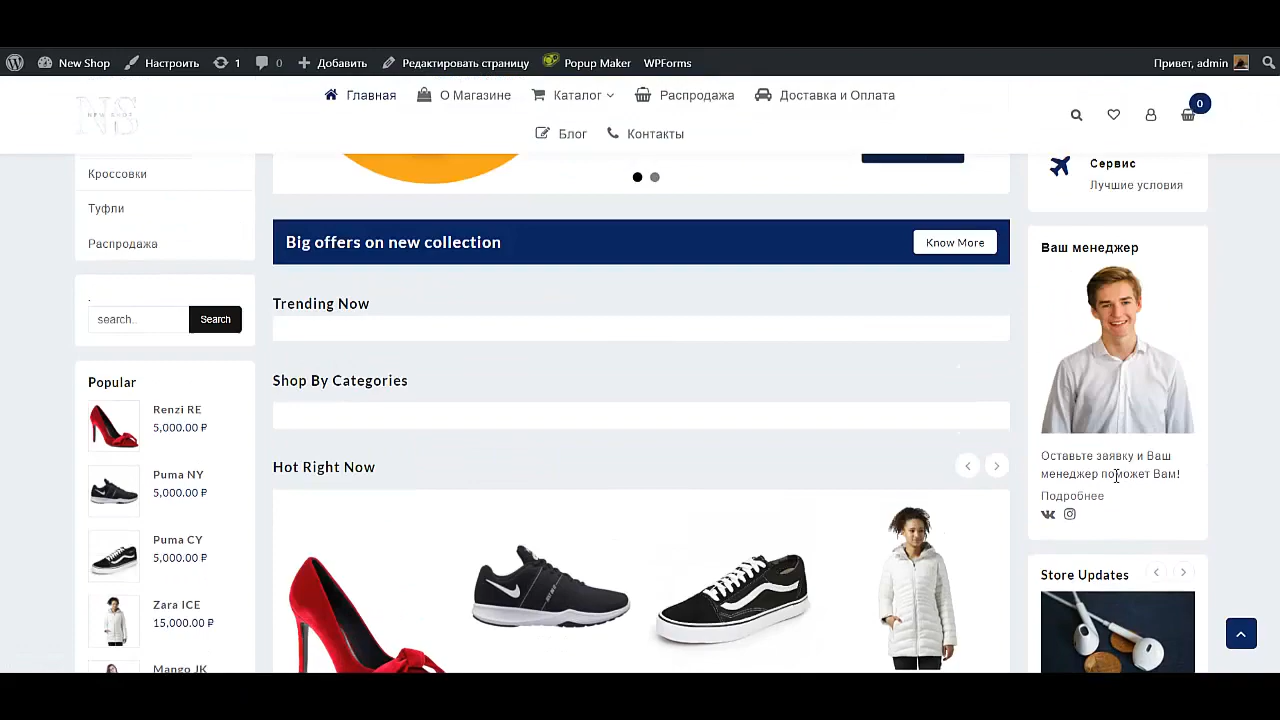 New Shop
Настроить
1
0
Добавить
Редактировать страницу
Popup Maker
WPForms
Привет, admin
NS
NEW SHOP
Главная
О Магазине
Каталог
Распродажа
Доставка и Оплата
Блог
Контакты
0
Кроссовки
Туфли
Распродажа
.
search..
Search
Popular
Renzi RE
5,000.00 ₽
Puma NY
5,000.00 ₽
Puma CY
5,000.00 ₽
Zara ICE
15,000.00 ₽
Mango JK
Big offers on new collection
Know More
Trending Now
Shop By Categories
Hot Right Now
Сервис
Лучшие условия
Ваш менеджер
Оставьте заявку и Ваш
менеджер поможет Вам!
Подробнее
Store Updates